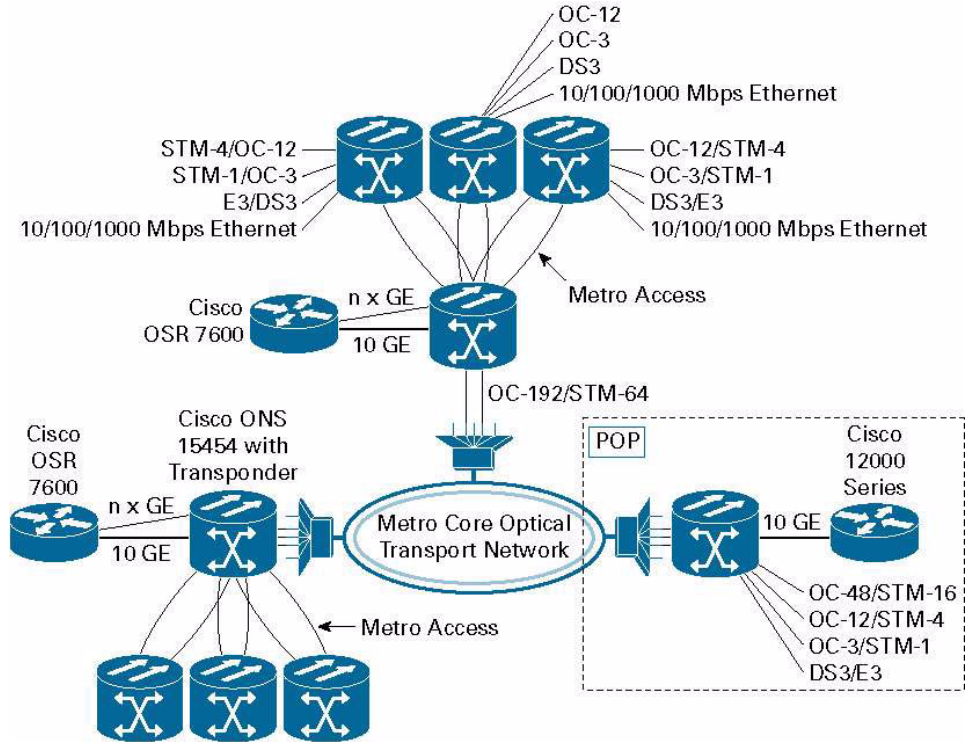 OC-12
OC-3
DS3
10/100/1000 Mbps Ethernet
STM-4/OC-12
STM-1/OC-3
E3/DS3
10/100/1000 Mbps Ethernet
OC-12/STM-4
OC-3/STM-1
DS3/E3
10/100/1000 Mbps Ethernet
Metro Access
Cisco
OSR 7600
n x GE
10 GE
OC-192/STM-64
Cisco
OSR
7600
Cisco ONS
15454 with
Transponder
n x GE
10 GE
Metro Core Optical
Transport Network
POP
Cisco
12000
Series
10 GE
OC-48/STM-16
OC-12/STM-4
OC-3/STM-1
DS3/E3
Metro Access